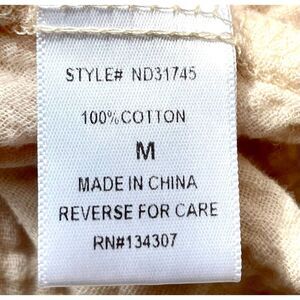 STYLE# ND31745
100%COTTON
M
MADE IN CHINA
REVERSE FOR CARE
RN#134307